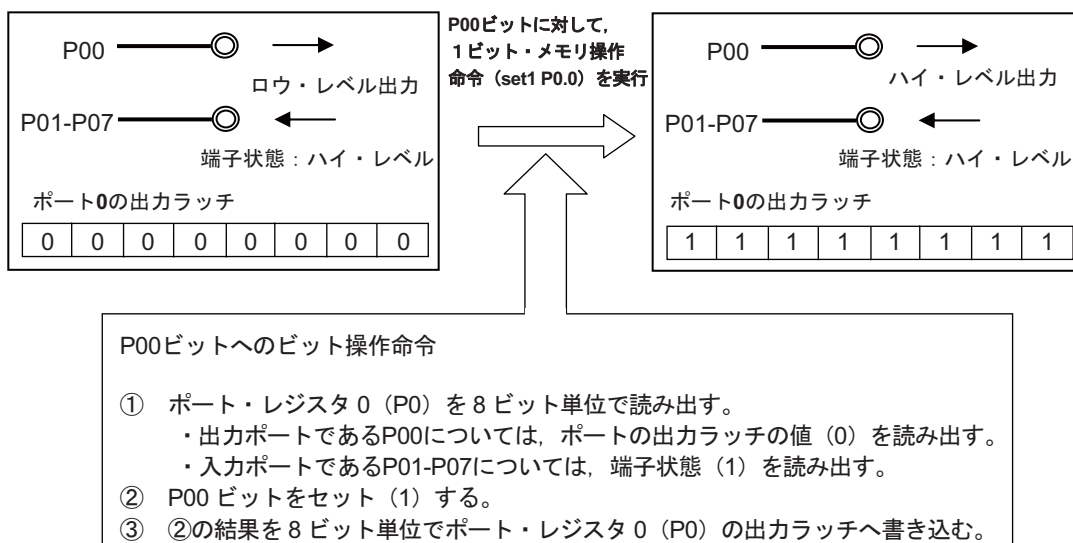 P00
ロウ・レベル出力
P01-P07
端子状態：ハイ・レベル
ポート0の出力ラッチ
0 0 0 0 0 0 0 0
P00ビットに対して，
1ビット・メモリ操作
命令（set1 P0.0）を実行
P00
ハイ・レベル出力
P01-P07
端子状態：ハイ・レベル
ポート0の出力ラッチ
1 1 1 1 1 1 1 1
P00ビットへのビット操作命令
① ポート・レジスタ0（P0）を8ビット単位で読み出す。
・出力ポートであるP00については，ポートの出力ラッチの値（0）を読み出す。
・入力ポートであるP01-P07については，端子状態（1）を読み出す。
② P00 ビットをセット（1）する。
③ ②の結果を8ビット単位でポート・レジスタ0（P0）の出力ラッチへ書き込む。